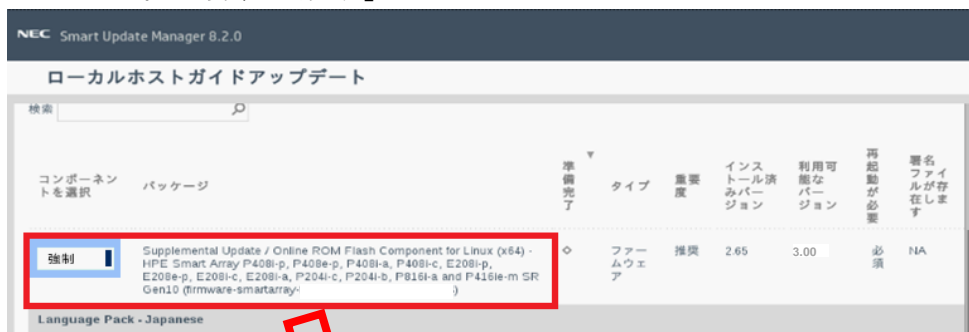 NEC Smart Update Manager 8.2.0
ローカルホストガイドアップデート
検索
コンポーネン
トを選択
パッケージ
準備完了
タイプ
重要
度
インス
トール済
みバー
ジョン
利用可
能な
バー
ジョン
再起動が必要
署名
ファイ
ルが存
在しま
す
強制
Supplemental Update / Online ROM Flash Component for Linux (x64) -
HPE Smart Array P408i-p, P408e-p, P408i-a, P408i-c, E208i-p,
E208e-p, E208i-c, E208i-a, P204i-c, P204i-b, P816i-a and P416ie-m SR
Gen10 (firmware-smartarray-
)
ファー
ムウェ
ア
推奨
2.65
3.00
必須
NA
Language Pack - Japanese